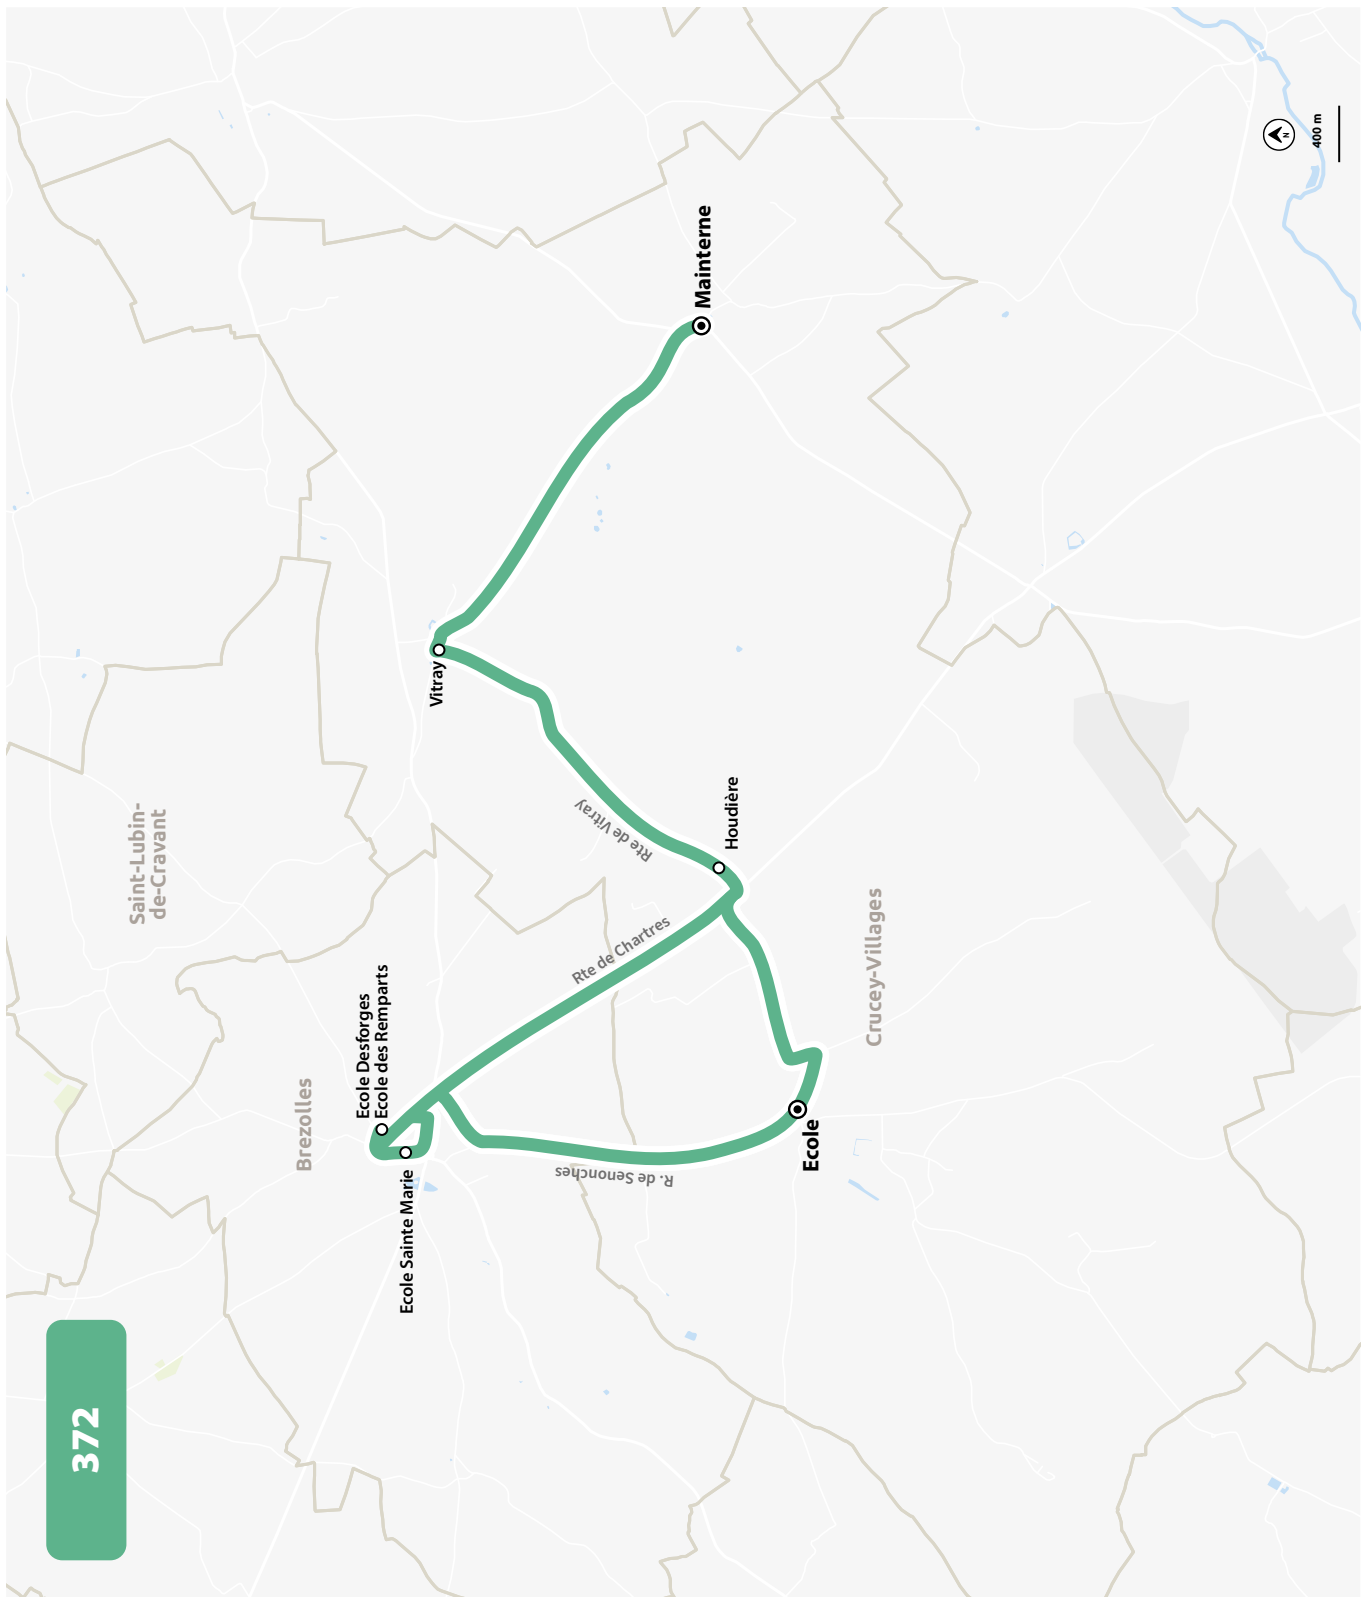 372
Saint-Lubin-
de-Cravant
Brezolles
Ecole Desforges
Ecole des Remparts
Ecole Sainte Marie
Vitray
Rte de Chartres
Rte de Vitray
R. de Senonches
Houdière
Mainterne
Ecole
Crucey-Villages
N
400 m